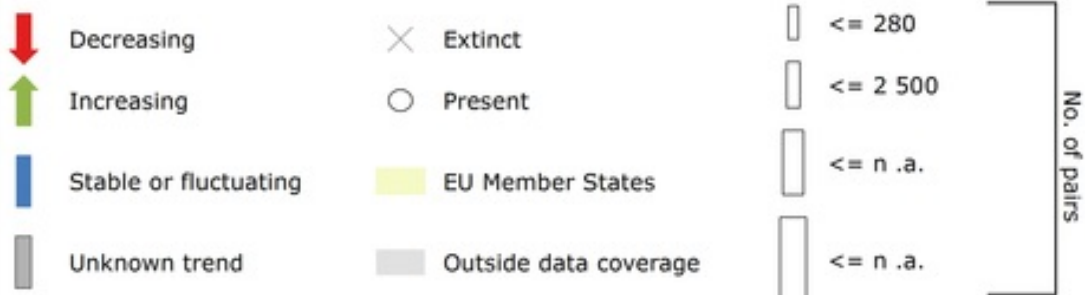 Decreasing
Increasing
Stable or fluctuating
Unknown trend
Extinct
Present
EU Member States
Outside data coverage
<= 280
<= 2 500
<= n .a.
<= n .a.
No. of pairs